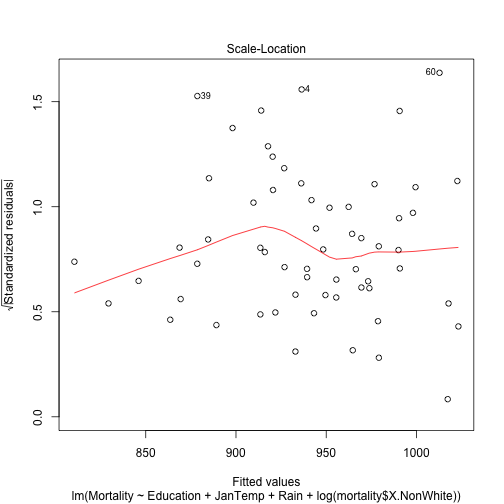 Scale-Location
√|Standardized residuals|
0.0
0.5
1.0
1.5
39
4
60
850
900
950
1000
Fitted values
lm(Mortality ~ Education + JanTemp + Rain + log(mortality$X.NonWhite))